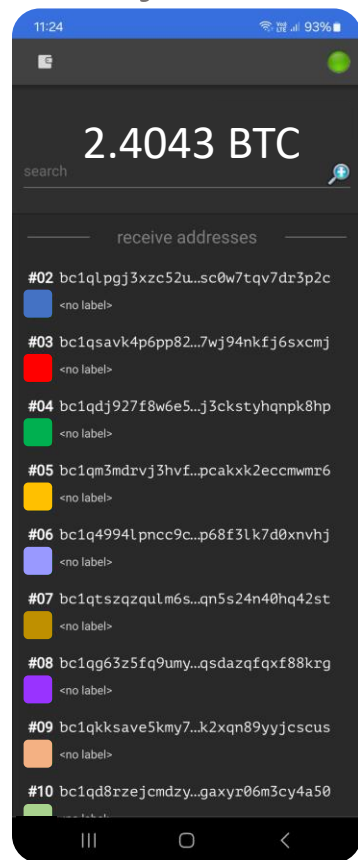 11:24
93%
2.4043 BTC
search
receive addresses
#02 bc1qlpgj3xzc52u…sc0w7tqv7dr3p2c
<no label>
#03 bc1qsavk4p6pp82…7wj94nkfj6sxcmj
<no label>
#04 bc1qdj927f8w6e5…j3ckstyhqnpk8hp
<no label>
#05 bc1qm3mdrvj3hvf…pcakxk2eccmwmr6
<no label>
#06 bc1q4994lpncc9c…p68f3lk7d0xnvhj
<no label>
#07 bc1qtszqzqulm6s…qn5s24n40hq42st
<no label>
#08 bc1qg63z5fq9umy…qsdazqfqxf88krg
<no label>
#09 bc1qkksave5kmy7…k2xqn89yyjcscus
<no label>
#10 bc1qd8rzejcmdzy…gaxyr06m3cy4a50